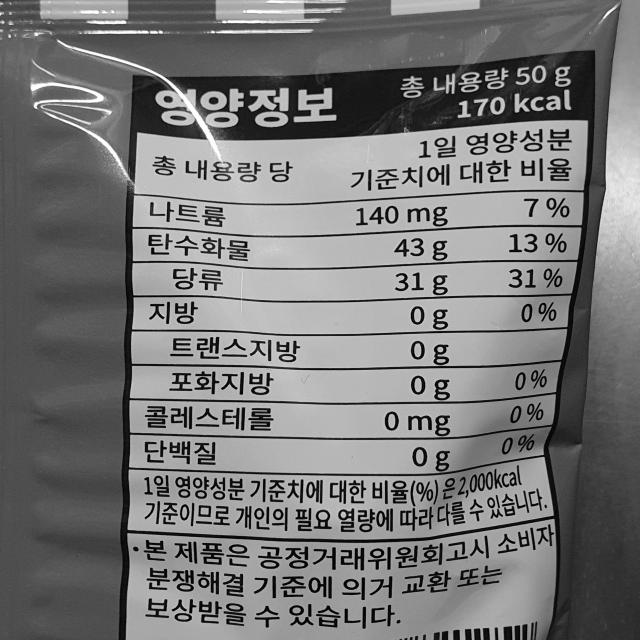 영양정보
총 내용량 50 g
170 kcal
총 내용량 당
1일 영양성분
기준치에 대한 비율
나트륨 140 mg 7 %
탄수화물 43 g 13 %
당류 31 g 31 %
지방 0 g 0 %
트랜스지방 0 g
포화지방 0 g 0 %
콜레스테롤 0 mg 0 %
단백질 0 g 0 %
1일 영양성분 기준치에 대한 비율(%)은 2,000kcal
기준이므로 개인의 필요 열량에 따라 다를 수 있습니다.
·본 제품은 공정거래위원회고시 소비자
분쟁해결 기준에 의거 교환 또는
보상받을 수 있습니다.